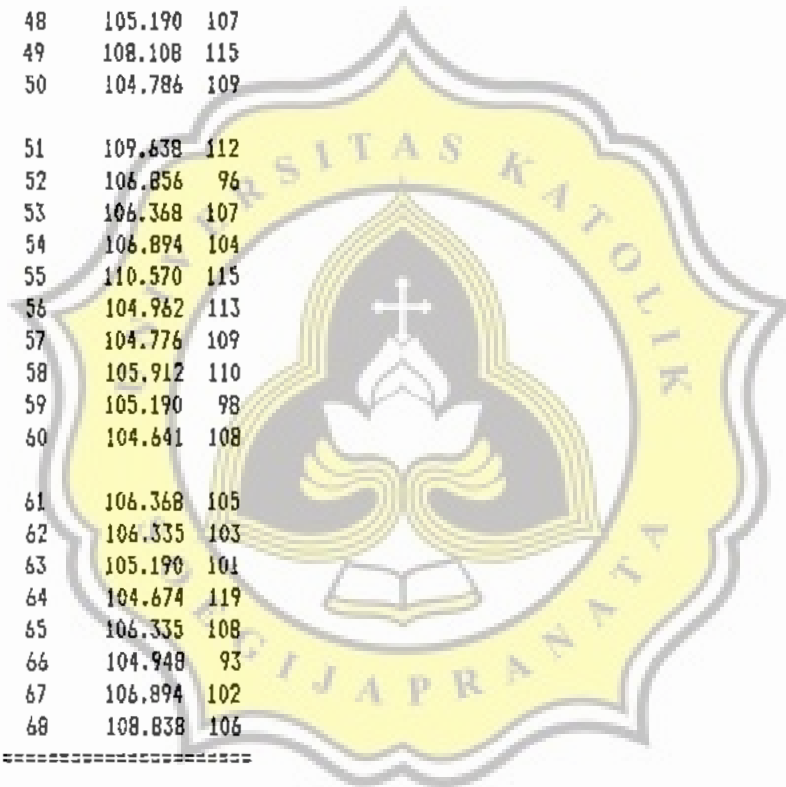 48 105.190 107
49 108.108 115
50 104.786 109
51 109.638 112
52 106.856 96
53 106.368 107
54 106.894 104
55 110.570 115
56 104.962 113
57 104.776 109
58 105.912 110
59 105.190 98
60 104.641 108
61 106.368 105
62 106.335 103
63 105.190 101
64 104.674 119
65 106.335 108
66 104.948 93
67 106.894 102
68 108.838 106
======================
UNIVERSITAS KATOLIK
SOEGIJAPRANATA